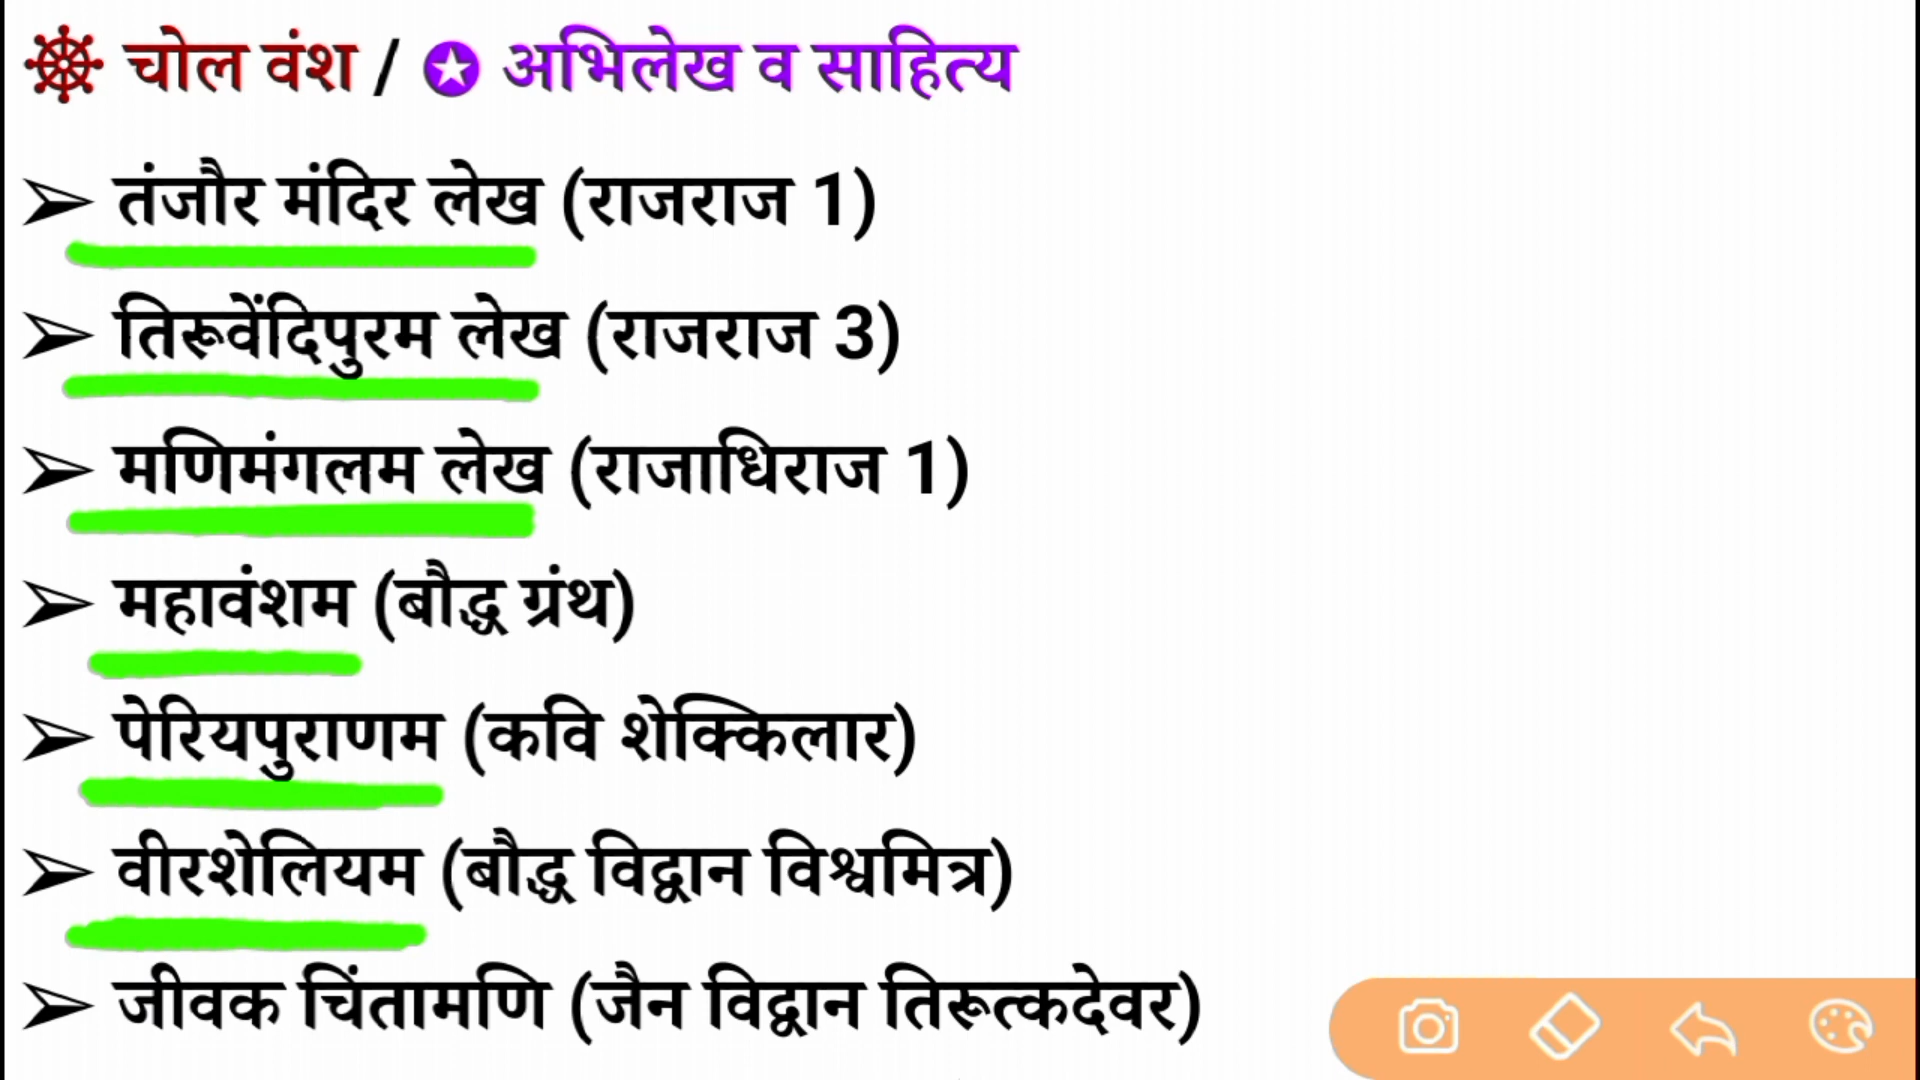 चोल वंश / ✪ अभिलेख व साहित्य
➢ तंजौर मंदिर लेख (राजराज 1)
➢ तिरूवेंदिपुरम लेख (राजराज 3)
➢ मणिमंगलम लेख (राजाधिराज 1)
➢ महावंशम (बौद्ध ग्रंथ)
➢ पेरियपुराणम (कवि शेक्किलार)
➢ वीरशेलियम (बौद्ध विद्वान विश्वमित्र)
➢ जीवक चिंतामणि (जैन विद्वान तिरूत्कदेवर)